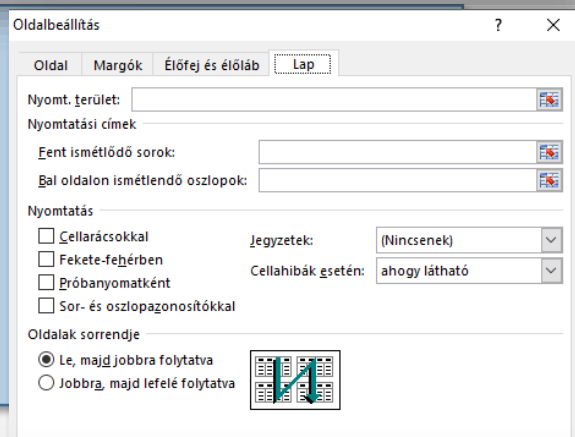 Oldalbeállítás ?
Oldal Margók Élőfej és élőláb Lap
Nyomt. terület:
Nyomtatási címek
Fent ismétlődő sorok:
Bal oldalon ismétlendő oszlopok:
Nyomtatás
Cellarácsokkal Jegyzetek: (Nincsenek)
Fekete-fehérben
Cellahibák esetén: ahogy látható
Próbanyomatként
Sor- és oszlopazonosítókkal
Oldalak sorrendje
Le, majd jobbra folytatva
Jobbra, majd lefelé folytatva